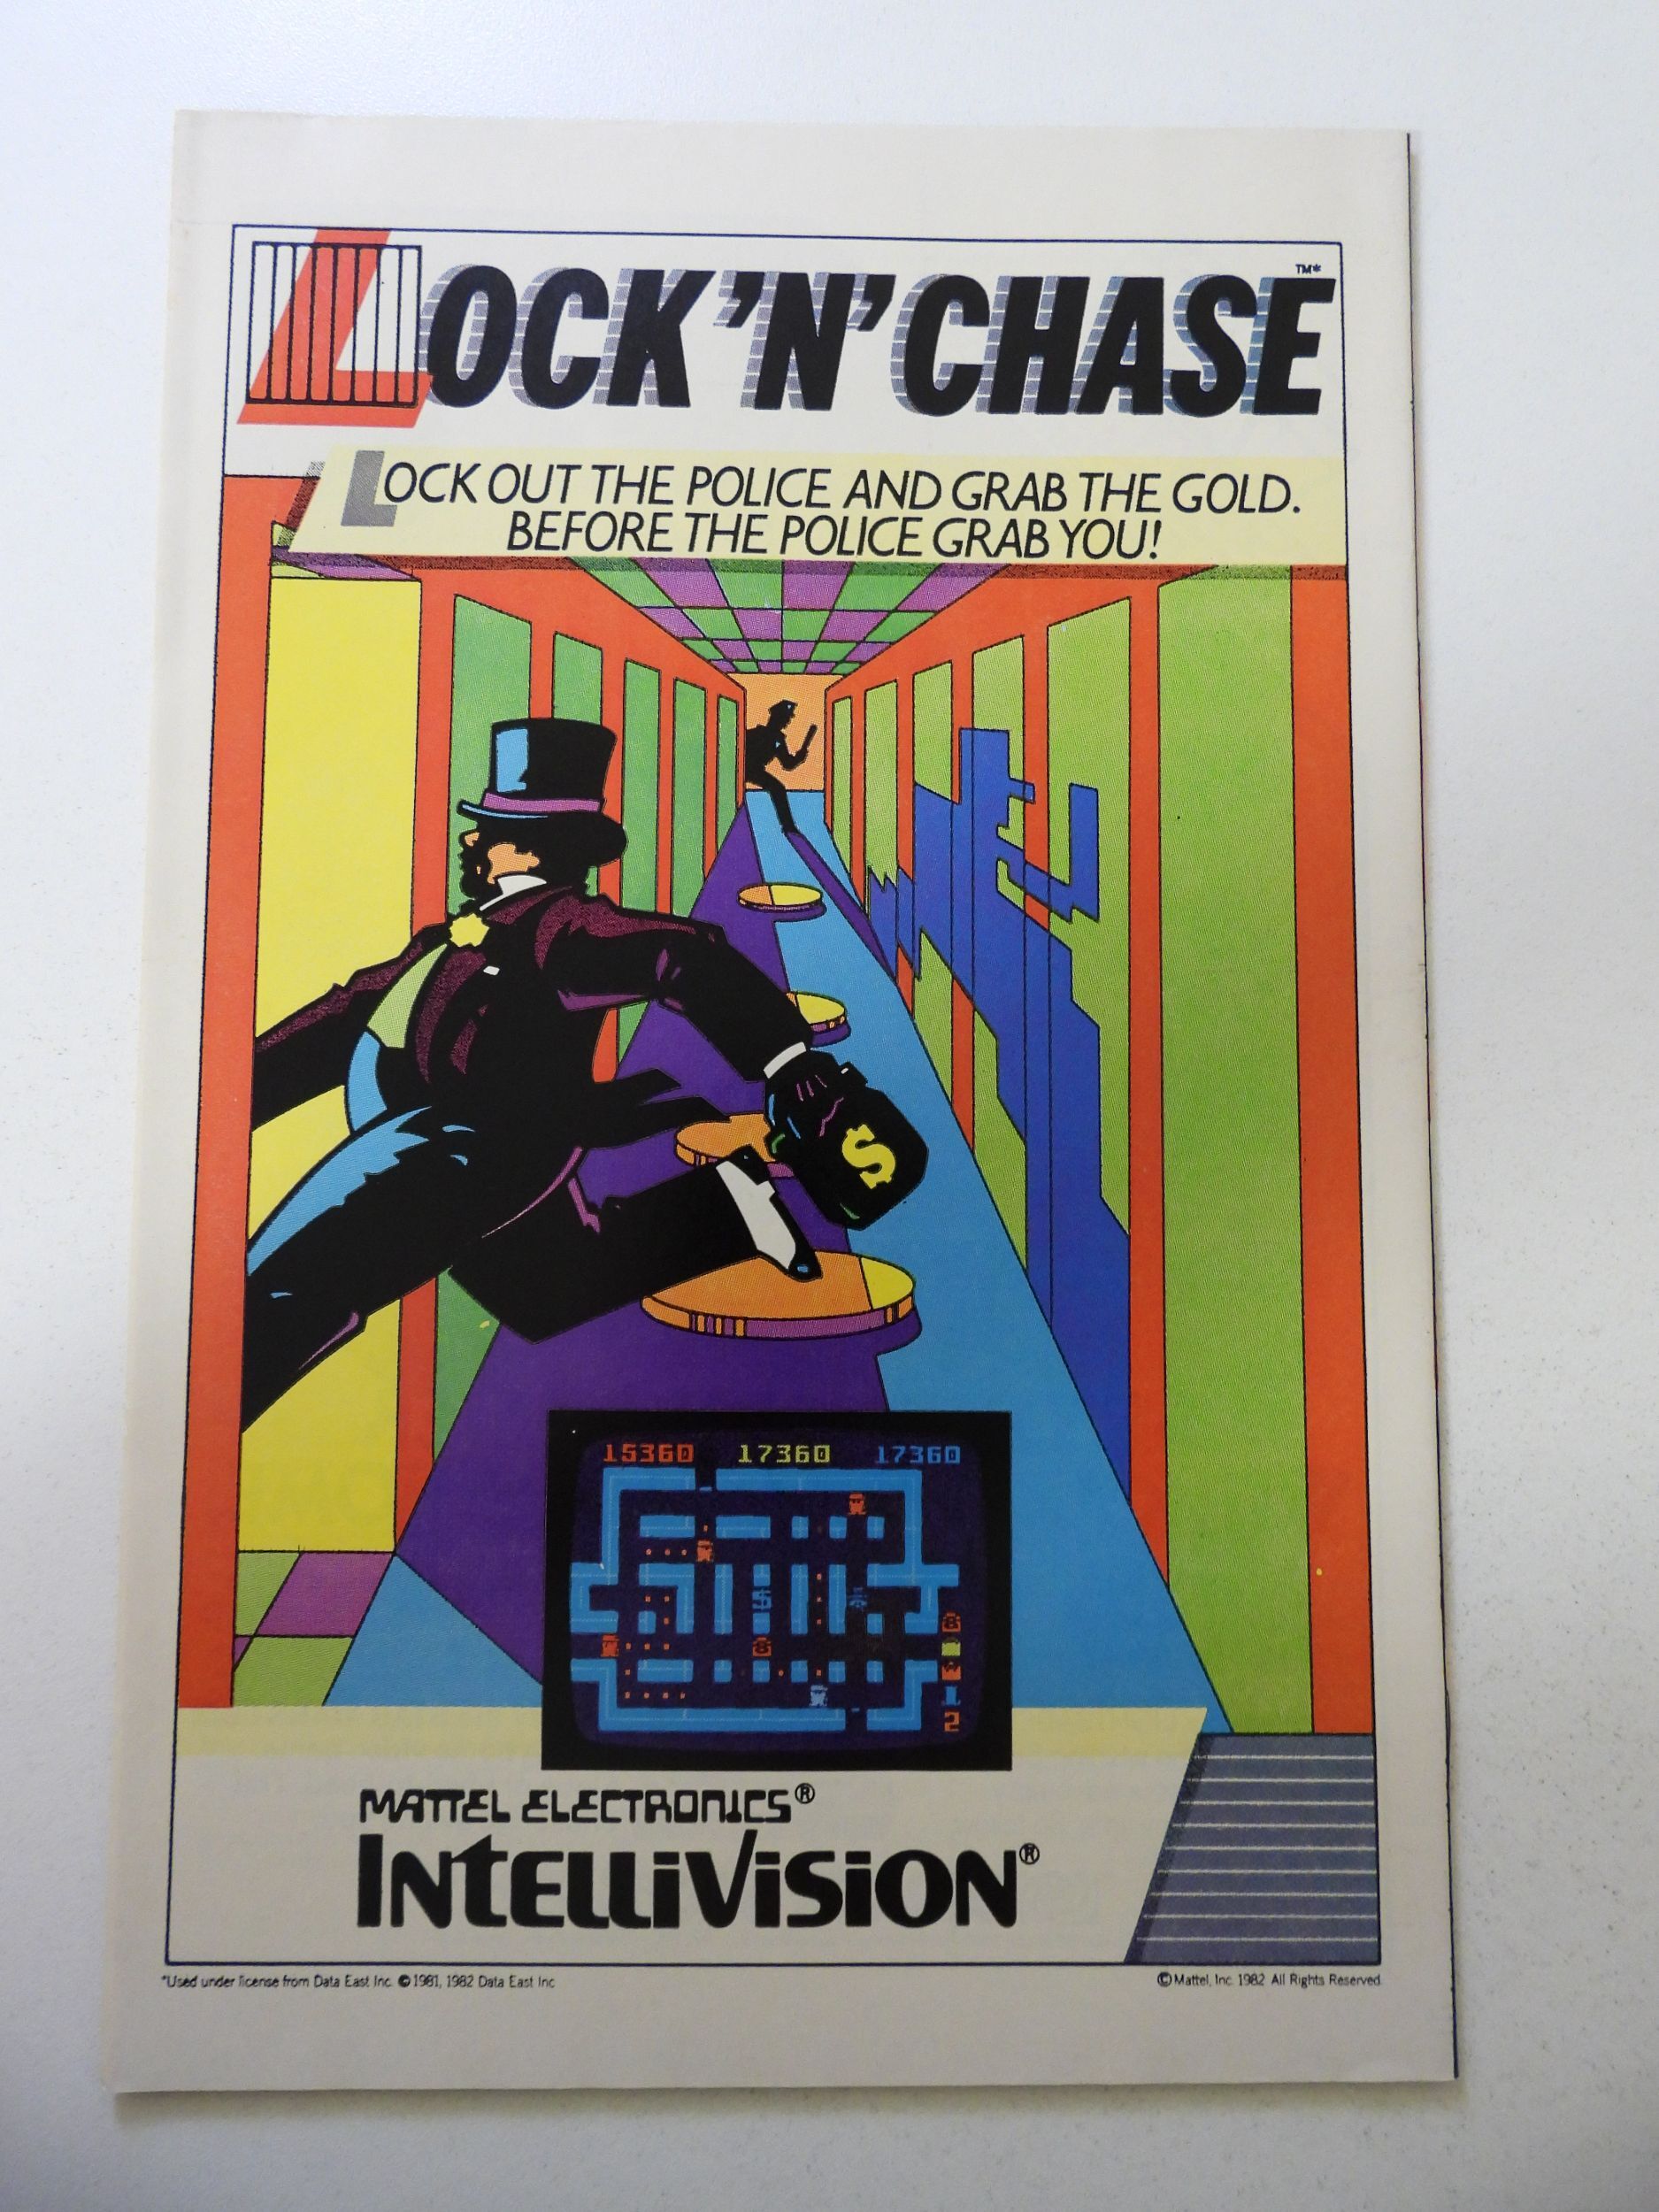 LOCK 'N' CHASE™*
LOCK OUT THE POLICE AND GRAB THE GOLD.
BEFORE THE POLICE GRAB YOU!
$
15360 17360 17360
2
MATTEL ELECTRONICS®
INTELLIVISION®
*Used under license from Data East Inc. © 1981, 1982 Data East Inc
© Mattel, Inc. 1982 All Rights Reserved